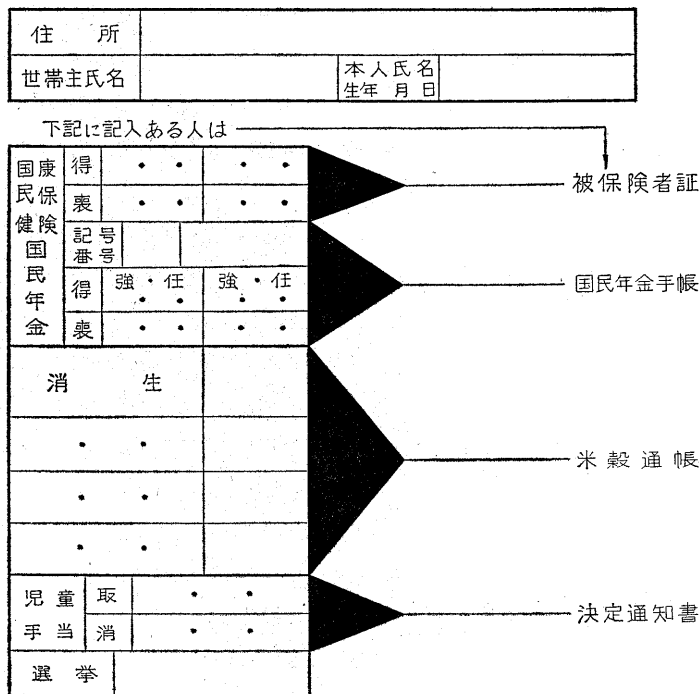 住所
世帯主氏名 本人氏名 生年月日
下記に記入ある人は
国民健康保険 得 ・ ・ ・ ・
喪 ・ ・ ・ ・
被保険者証
国民年金 記号番号
得 強・任 ・ ・ 強・任 ・ ・
喪 ・ ・ ・ ・
国民年金手帳
消 生
・ ・
・ ・
・ ・
米穀通帳
児童手当 取 ・ ・
消 ・ ・
決定通知書
選挙